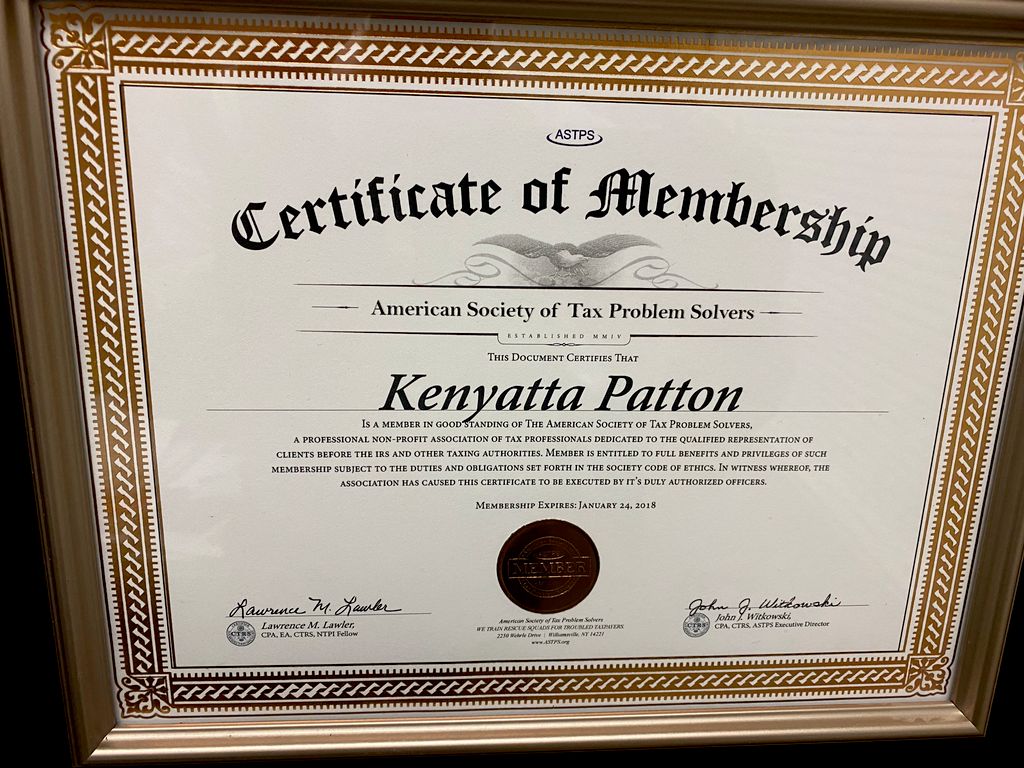 ASTPS
Certificate of Membership
American Society of Tax Problem Solvers
ESTABLISHED MMIV
THIS DOCUMENT CERTIFIES THAT
Kenyatta Patton
IS A MEMBER IN GOOD STANDING OF THE AMERICAN SOCIETY OF TAX PROBLEM SOLVERS,
A PROFESSIONAL NON-PROFIT ASSOCIATION OF TAX PROFESSIONALS DEDICATED TO THE QUALIFIED REPRESENTATION OF
CLIENTS BEFORE THE IRS AND OTHER TAXING AUTHORITIES. MEMBER IS ENTITLED TO FULL BENEFITS AND PRIVILEGES OF SUCH
MEMBERSHIP SUBJECT TO THE DUTIES AND OBLIGATIONS SET FORTH IN THE SOCIETY CODE OF ETHICS. IN WITNESS WHEREOF, THE
ASSOCIATION HAS CAUSED THIS CERTIFICATE TO BE EXECUTED BY IT'S DULY AUTHORIZED OFFICERS.
MEMBERSHIP EXPIRES: JANUARY 24, 2018
MEMBER
Lawrence M. Lawler
CTRS
Lawrence M. Lawler,
CPA, EA, CTRS, NTPI Fellow
American Society of Tax Problem Solvers
WE TRAIN RESCUE SQUADS FOR TROUBLED TAXPAYERS
2250 Wehrle Drive | Williamsville, NY 14221
www.ASTPS.org
John J. Witkowski
CTRS
John J. Witkowski,
CPA, CTRS, ASTPS Executive Director